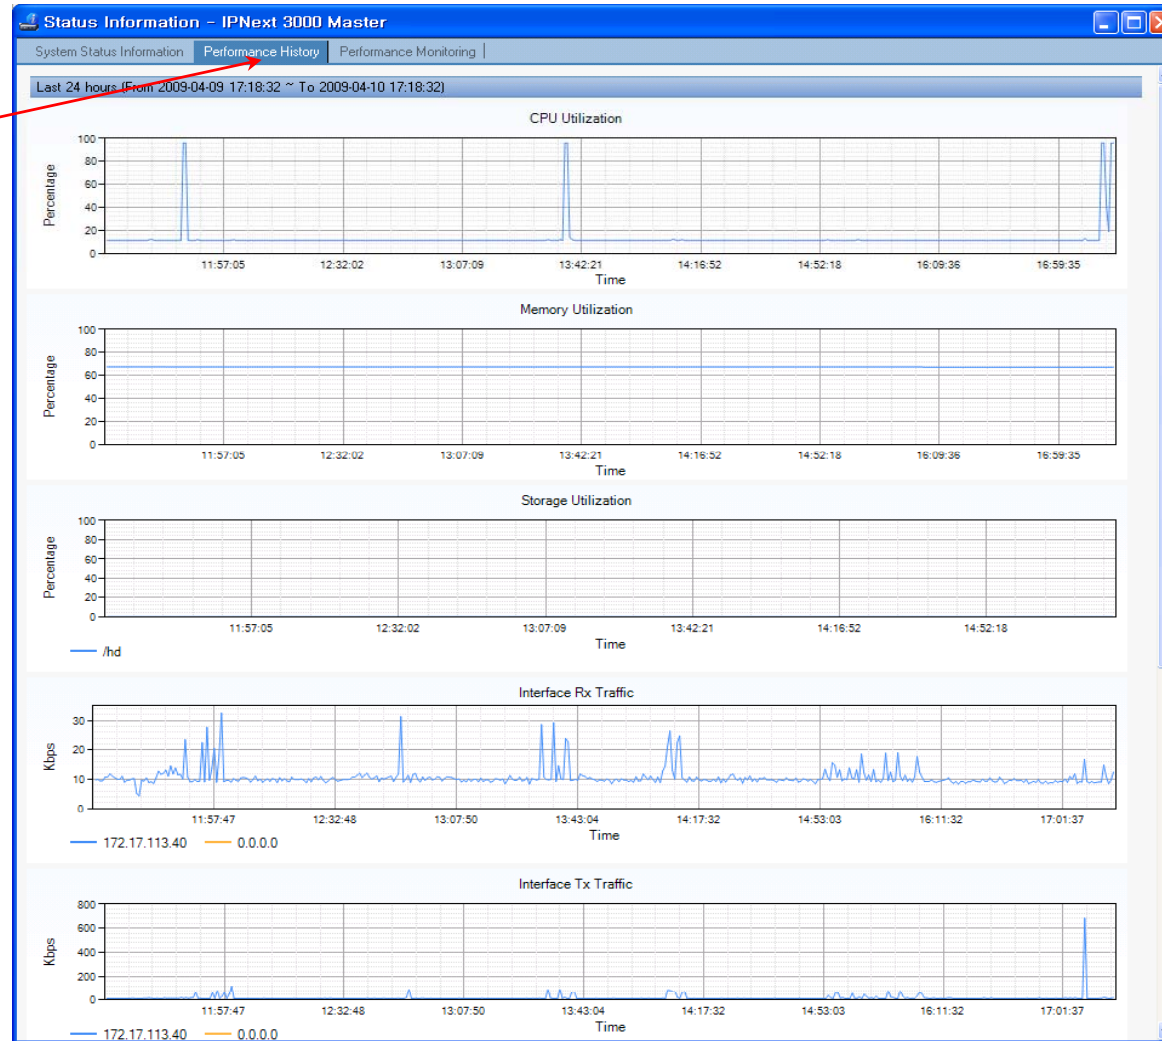 Status Information - IPNext 3000 Master
System Status Information Performance History Performance Monitoring
Last 24 hours (From 2009-04-09 17:18:32 ~ To 2009-04-10 17:18:32)
CPU Utilization
Percentage
100
80
60
40
20
0
11:57:05 12:32:02 13:07:09 13:42:21 14:16:52 14:52:18 16:09:36 16:59:35
Time
Memory Utilization
Percentage
100
80
60
40
20
0
11:57:05 12:32:02 13:07:09 13:42:21 14:16:52 14:52:18 16:09:36 16:59:35
Time
Storage Utilization
Percentage
100
80
60
40
20
0
11:57:05 12:32:02 13:07:09 13:42:21 14:16:52 14:52:18
Time
/hd
Interface Rx Traffic
Kbps
30
20
10
0
11:57:47 12:32:48 13:07:50 13:43:04 14:17:32 14:53:03 16:11:32 17:01:37
Time
172.17.113.40 0.0.0.0
Interface Tx Traffic
Kbps
800
600
400
200
0
11:57:47 12:32:48 13:07:50 13:43:04 14:17:32 14:53:03 16:11:32 17:01:37
Time
172.17.113.40 0.0.0.0